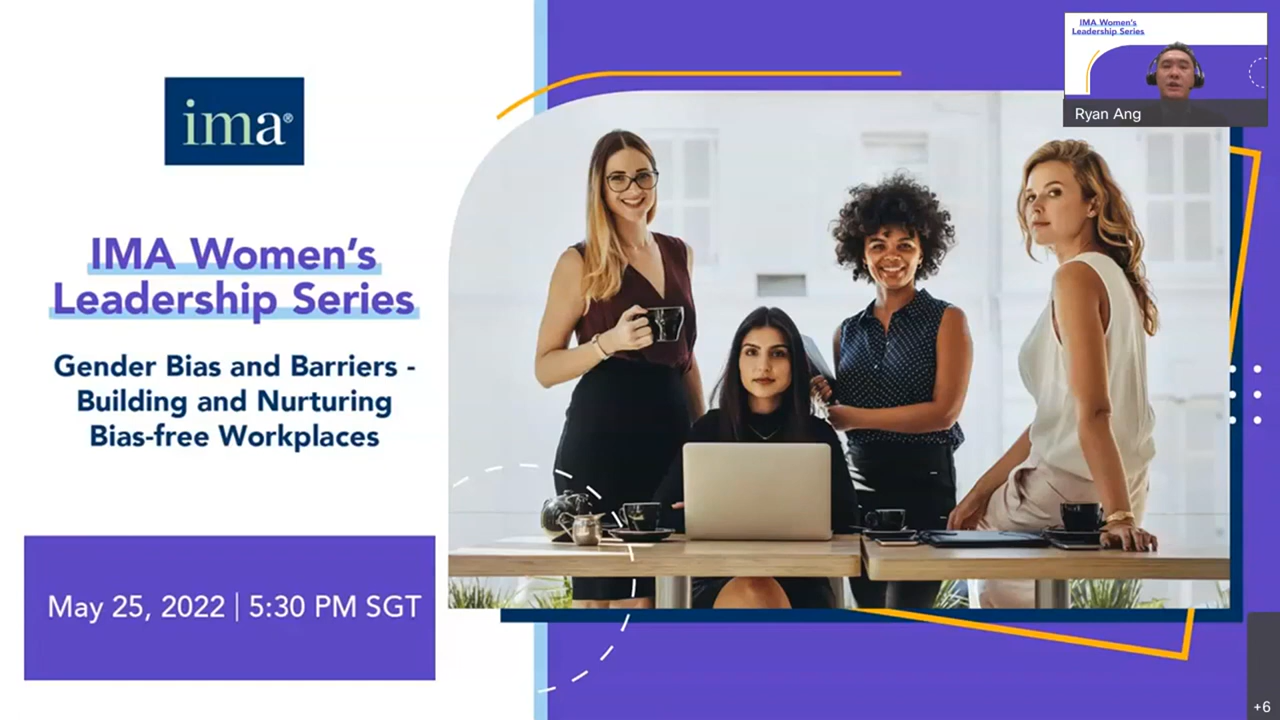 ima®
IMA Women's
Leadership Series
Gender Bias and Barriers -
Building and Nurturing
Bias-free Workplaces
May 25, 2022 | 5:30 PM SGT
IMA Women's
Leadership Series
Ryan Ang
+6